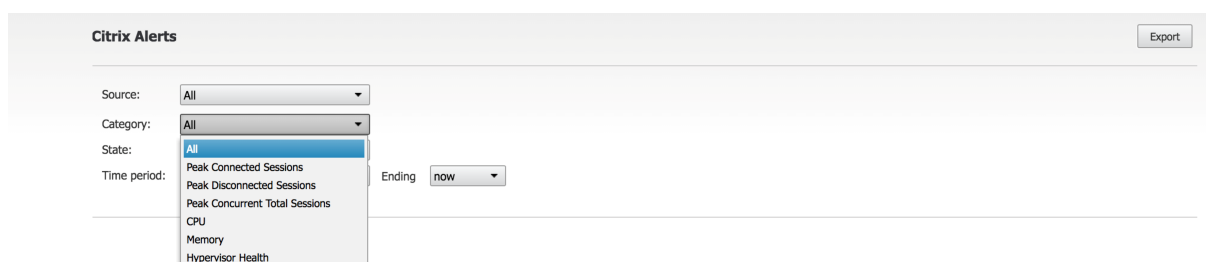 Citrix Alerts
Export
Source: All
Category: All
State: All
Time period: Peak Connected Sessions Ending now
Peak Disconnected Sessions
Peak Concurrent Total Sessions
CPU
Memory
Hypervisor Health